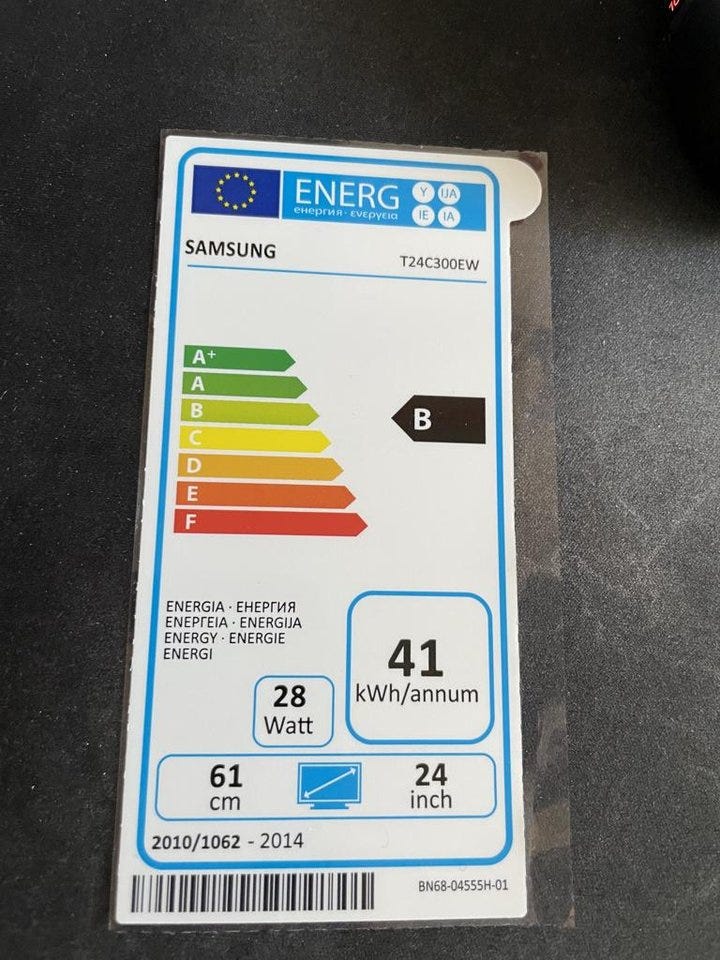 ENERG Y IJA
енергия · ενεργεια IE IA
SAMSUNG
T24C300EW
A+
A
B
B
C
D
E
F
ENERGIA · ЕНЕРГИЯ
ΕΝΕΡΓΕΙΑ · ENERGIJA
ENERGY · ENERGIE
ENERGI
41
kWh/annum
28
Watt
61
cm
24
inch
2010/1062 - 2014
BN68-04555H-01